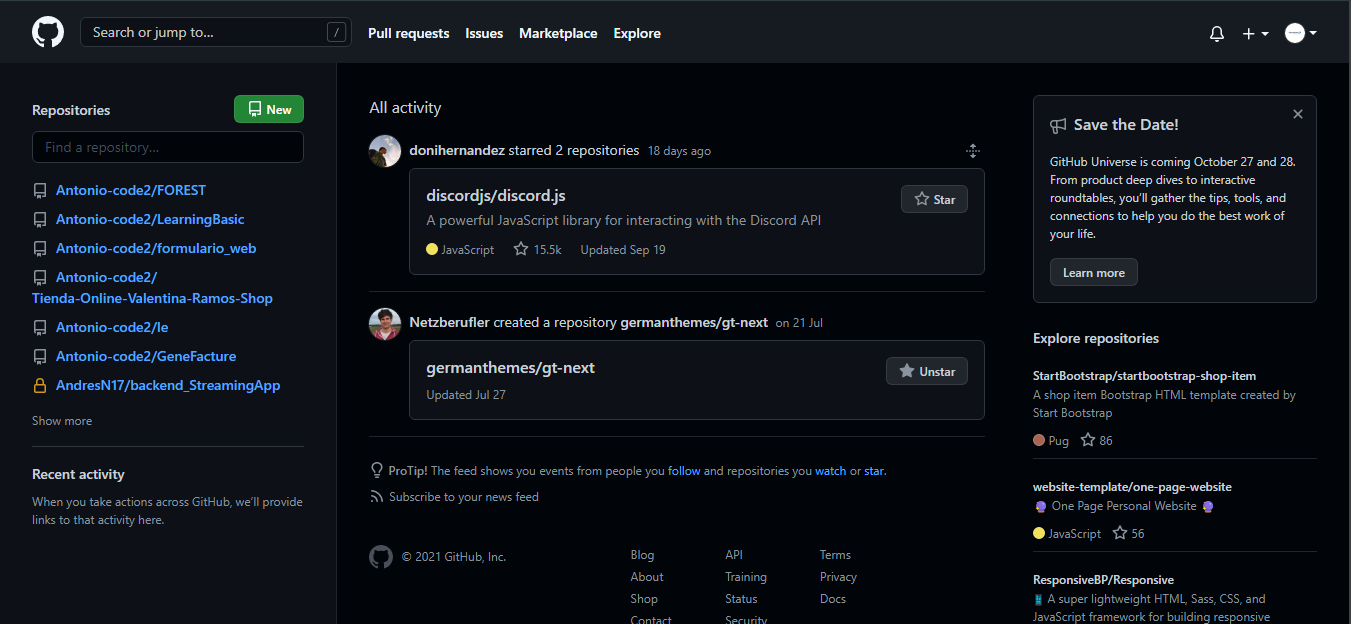 Search or jump to...
/
Pull requests
Issues
Marketplace
Explore
Repositories
New
Find a repository...
Antonio-code2/FOREST
Antonio-code2/LearningBasic
Antonio-code2/formulario_web
Antonio-code2/
Tienda-Online-Valentina-Ramos-Shop
Antonio-code2/le
Antonio-code2/GeneFacture
AndresN17/backend_StreamingApp
Show more
Recent activity
When you take actions across GitHub, we'll provide
links to that activity here.
All activity
donihernandez starred 2 repositories 18 days ago
discordjs/discord.js
Star
A powerful JavaScript library for interacting with the Discord API
JavaScript 15.5k Updated Sep 19
Netzberufler created a repository germanthemes/gt-next on 21 Jul
germanthemes/gt-next
Unstar
Updated Jul 27
ProTip! The feed shows you events from people you follow and repositories you watch or star.
Subscribe to your news feed
© 2021 GitHub, Inc.
Blog
About
Shop
Contact
API
Training
Status
Security
Terms
Privacy
Docs
Save the Date!
GitHub Universe is coming October 27 and 28.
From product deep dives to interactive
roundtables, you'll gather the tips, tools, and
connections to help you do the best work of
your life.
Learn more
Explore repositories
StartBootstrap/startbootstrap-shop-item
A shop item Bootstrap HTML template created by
Start Bootstrap
Pug 86
website-template/one-page-website
🔮 One Page Personal Website 🔮
JavaScript 56
ResponsiveBP/Responsive
A super lightweight HTML, Sass, CSS, and
JavaScript framework for building responsive